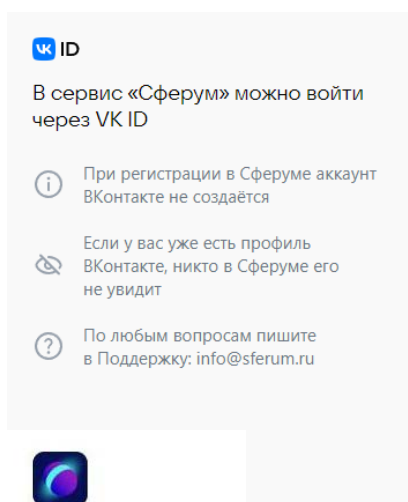 VK ID
В сервис «Сферум» можно войти
через VK ID
При регистрации в Сферуме аккаунт
ВКонтакте не создаётся
Если у вас уже есть профиль
ВКонтакте, никто в Сферуме его
не увидит
По любым вопросам пишите
в Поддержку: info@sferum.ru